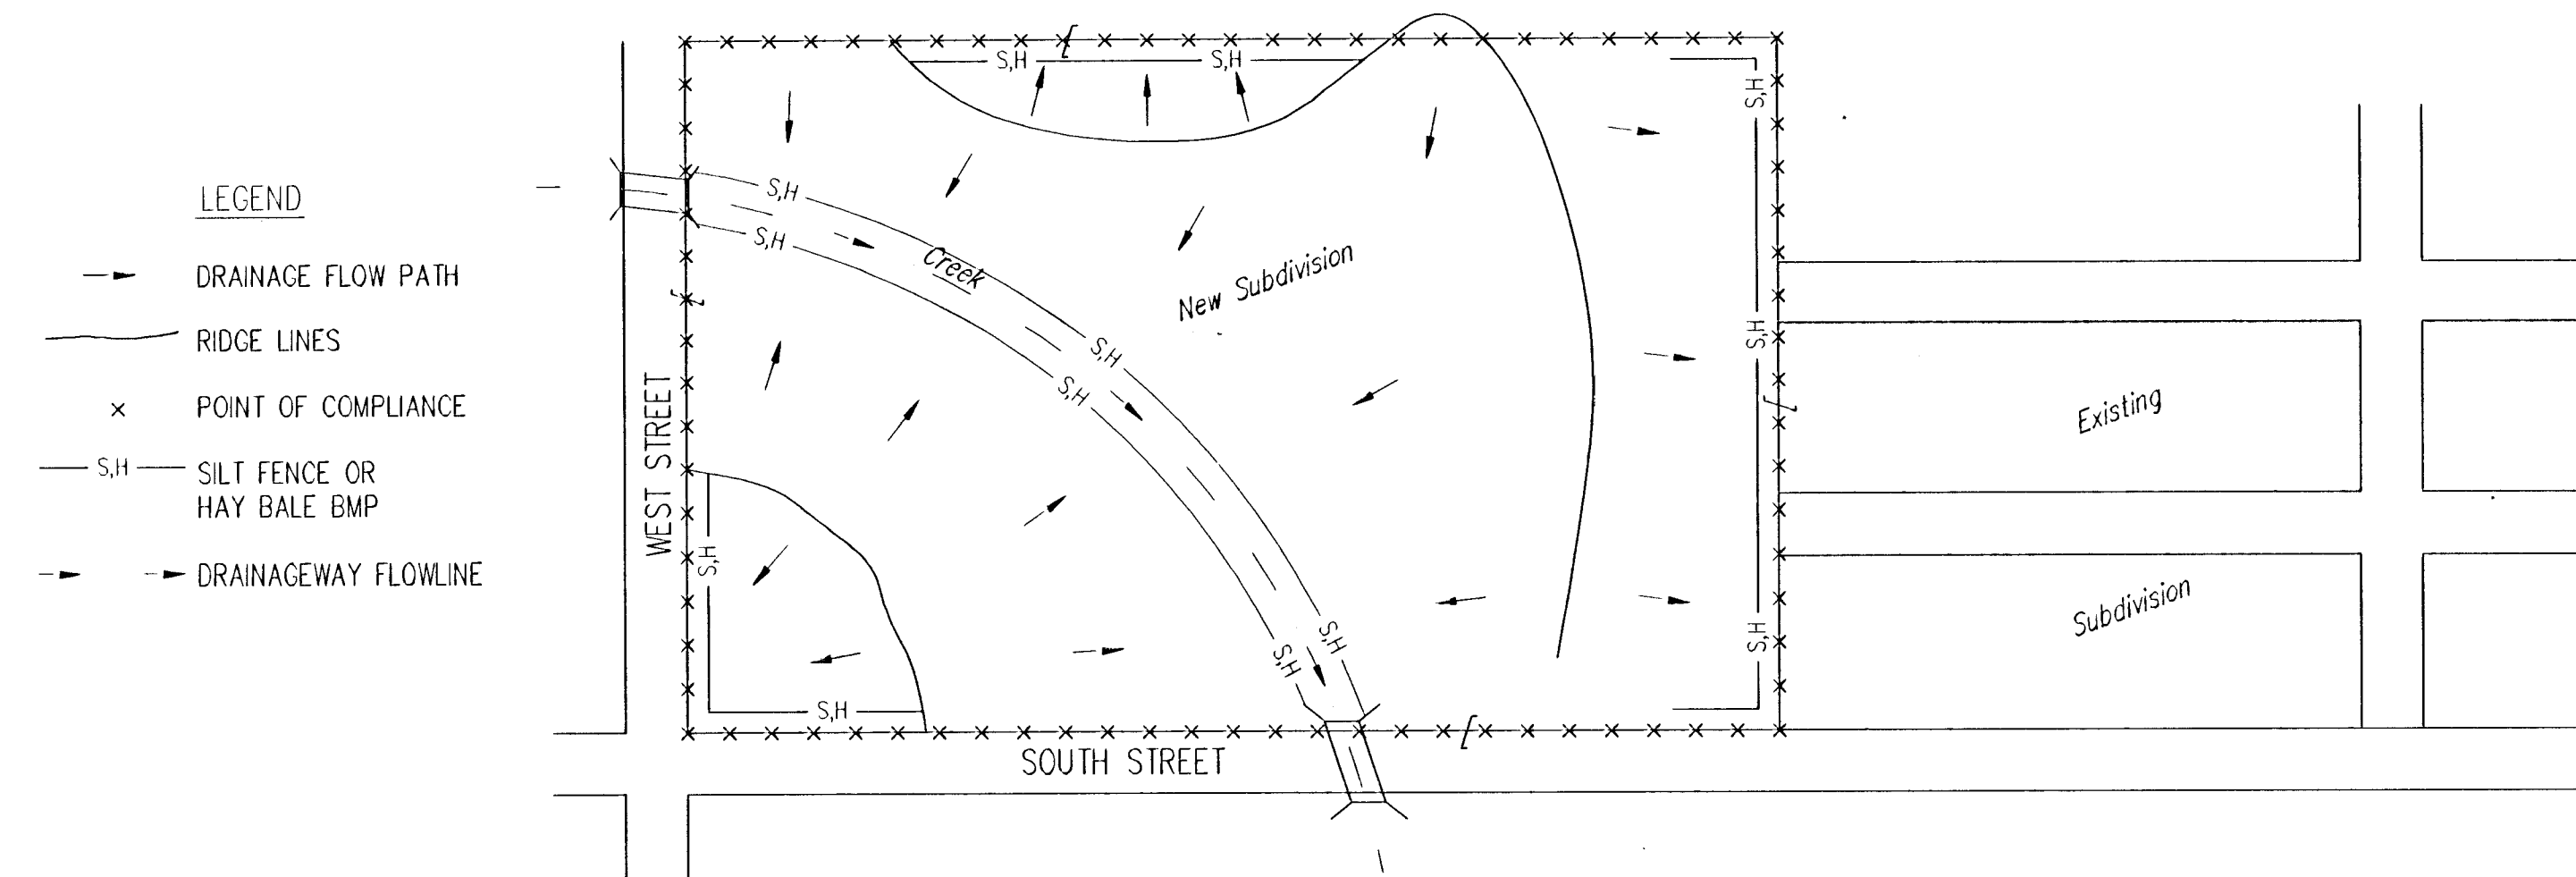 LEGEND
DRAINAGE FLOW PATH
RIDGE LINES
× POINT OF COMPLIANCE
S,H SILT FENCE OR
HAY BALE BMP
DRAINAGEWAY FLOWLINE
WEST STREET
SOUTH STREET
S,H
S,H
S,H
S,H
S,H
S,H
S,H
S,H
S,H
S,H
S,H
S,H
S,H
Creek
New Subdivision
Existing
Subdivision